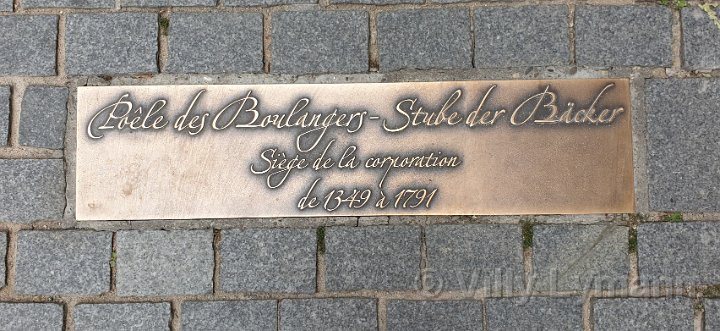 Poêle des Boulangers - Stube der Bäcker
Siège de la corporation
de 1349 à 1791
© Villy Lymann